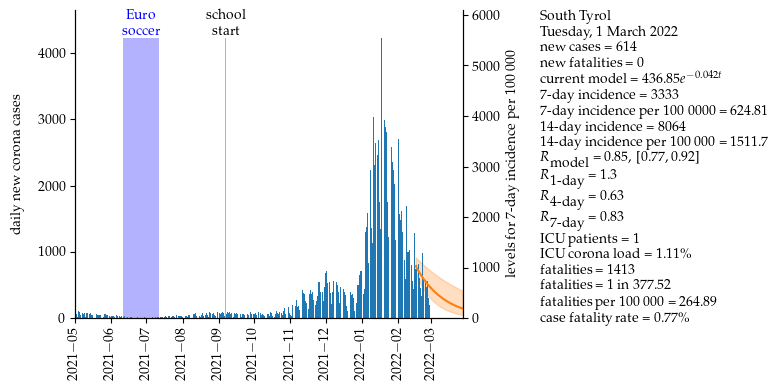 Euro
soccer
school
start
daily new corona cases
0
1000
2000
3000
4000
levels for 7-day incidence per 100 000
0
1000
2000
3000
4000
5000
6000
2021−05
2021−06
2021−07
2021−08
2021−09
2021−10
2021−11
2021−12
2022−01
2022−02
2022−03
South Tyrol
Tuesday, 1 March 2022
new cases = 614
new fatalities = 0
current model = 436.85e^{−0.042t}
7-day incidence = 3333
7-day incidence per 100 0000 = 624.81
14-day incidence = 8064
14-day incidence per 100 000 = 1511.7
R_model = 0.85, [0.77, 0.92]
R_1-day = 1.3
R_4-day = 0.63
R_7-day = 0.83
ICU patients = 1
ICU corona load = 1.11%
fatalities = 1413
fatalities = 1 in 377.52
fatalities per 100 000 = 264.89
case fatality rate = 0.77%